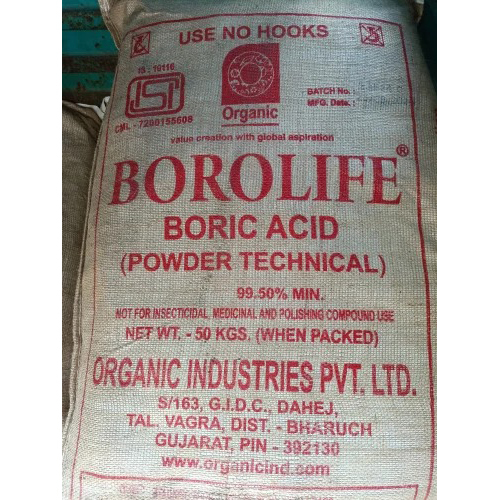 USE NO HOOKS
IS : 10116
ISI
CML - 7200155608
Organic
BATCH No. :
MFG. Date. :
value creation with global aspiration
BOROLIFE®
BORIC ACID
(POWDER TECHNICAL)
99.50% MIN.
NOT FOR INSECTICIDAL, MEDICINAL AND POLISHING COMPOUND USE
NET WT. - 50 KGS. (WHEN PACKED)
ORGANIC INDUSTRIES PVT. LTD.
S/163, G.I.D.C., DAHEJ,
TAL. VAGRA, DIST. - BHARUCH
GUJARAT, PIN - 392130
www.organicind.com